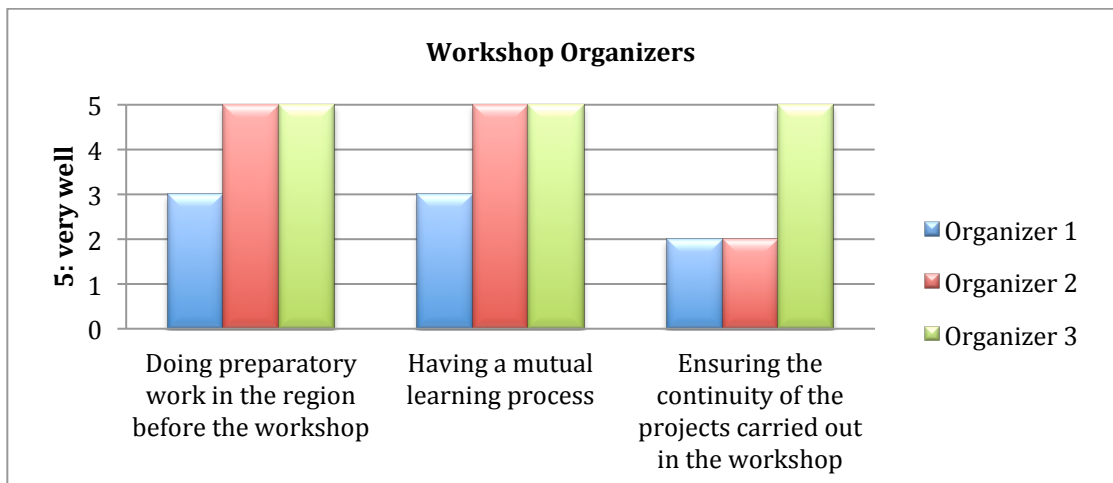 Workshop Organizers
5: very well
5
4
3
2
1
0
Doing preparatory
work in the region
before the workshop
Having a mutual
learning process
Ensuring the
continuity of the
projects carried out
in the workshop
Organizer 1
Organizer 2
Organizer 3